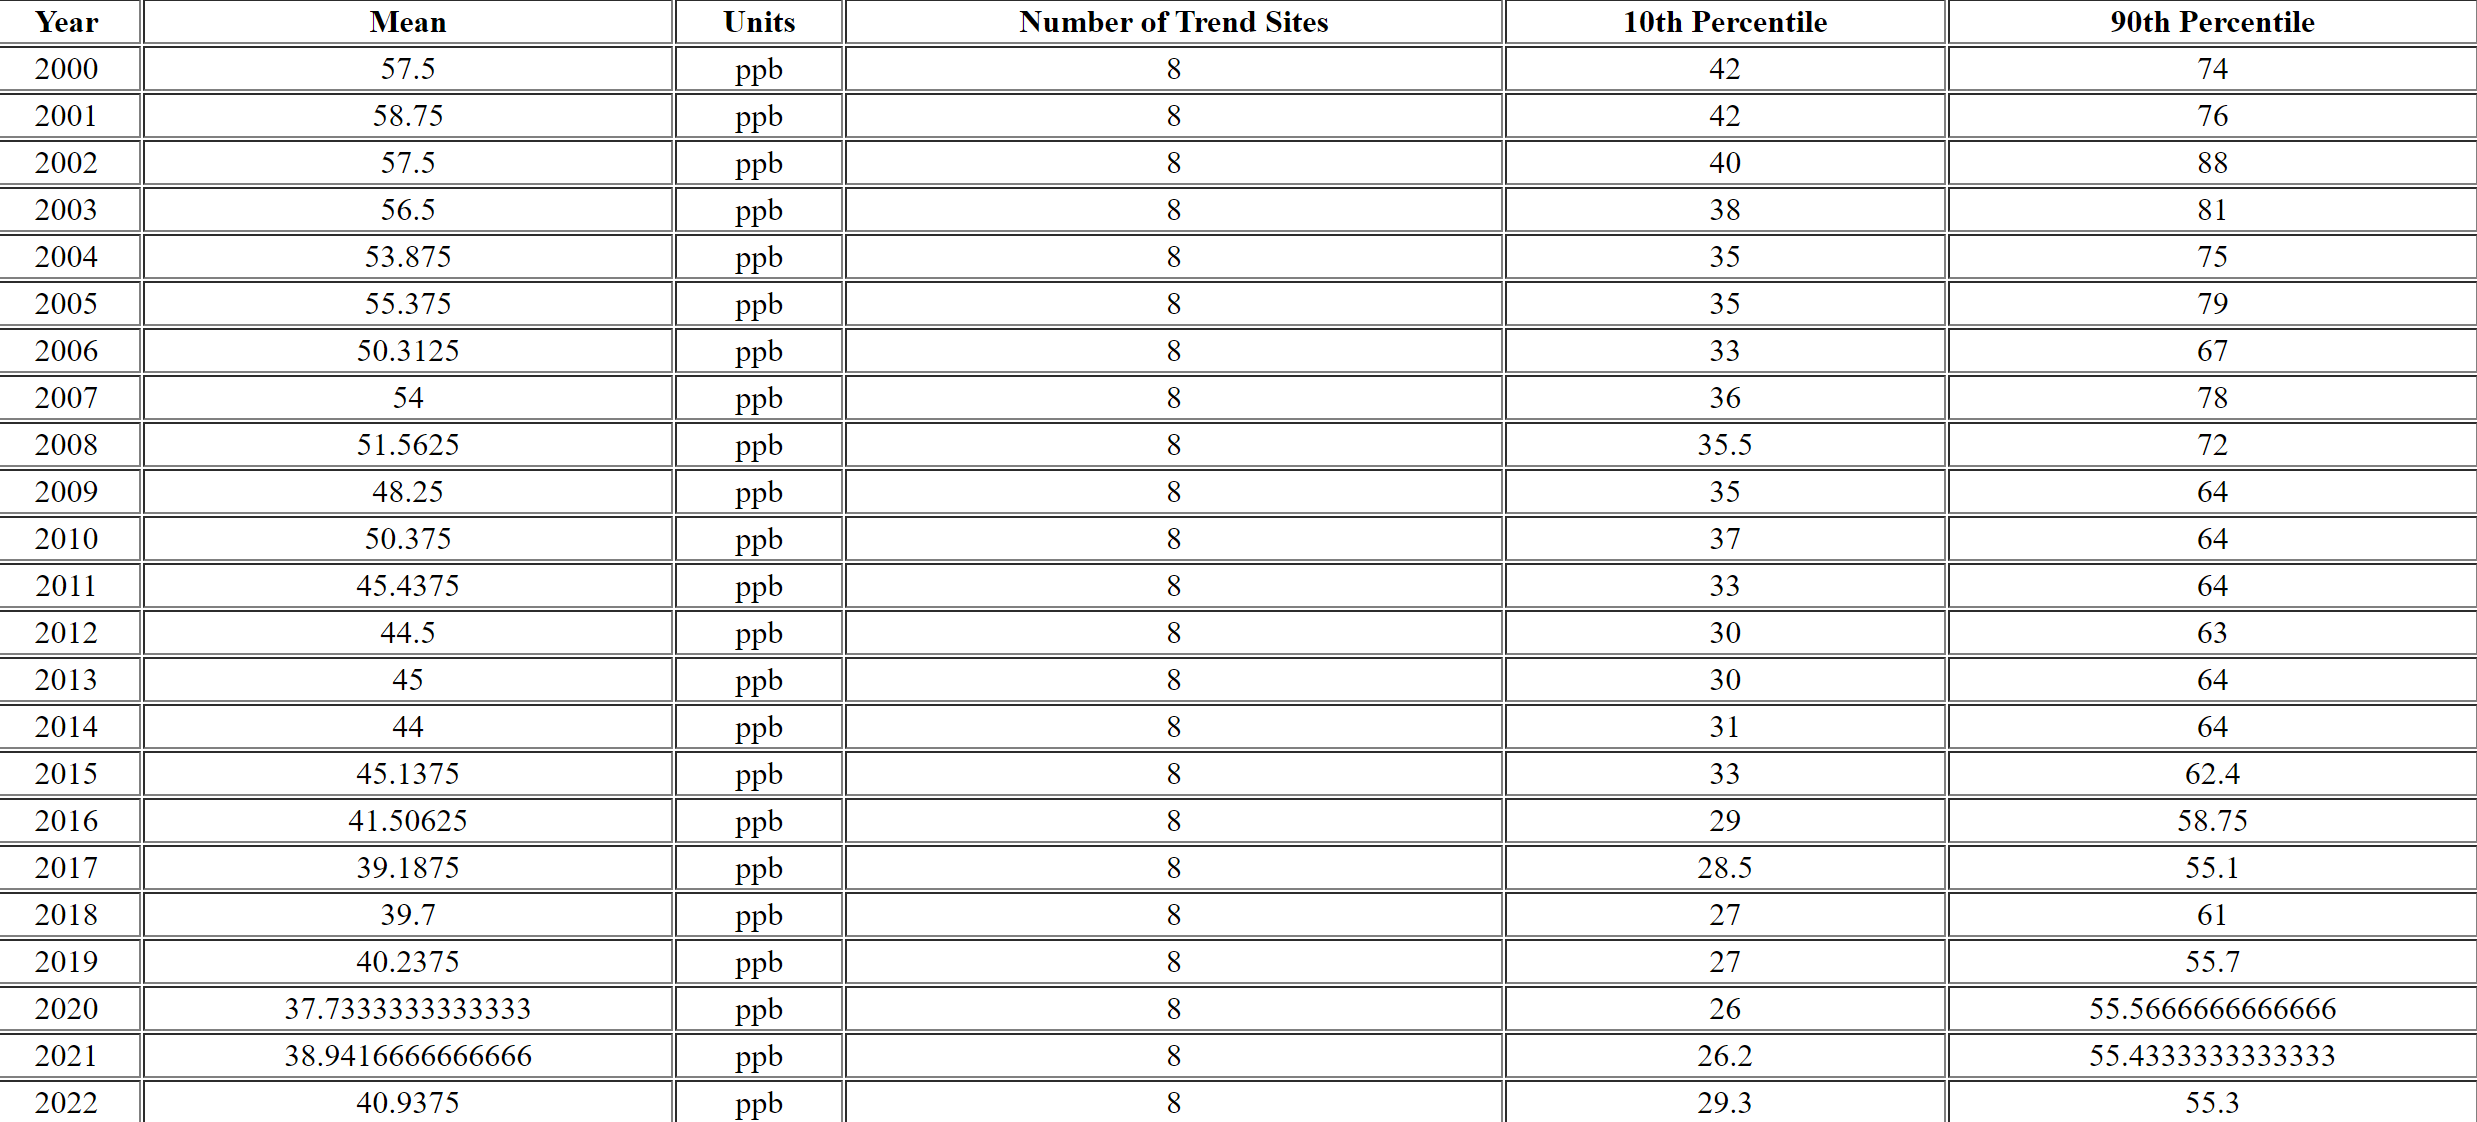 Year Mean Units Number of Trend Sites 10th Percentile 90th Percentile
2000 57.5 ppb 8 42 74
2001 58.75 ppb 8 42 76
2002 57.5 ppb 8 40 88
2003 56.5 ppb 8 38 81
2004 53.875 ppb 8 35 75
2005 55.375 ppb 8 35 79
2006 50.3125 ppb 8 33 67
2007 54 ppb 8 36 78
2008 51.5625 ppb 8 35.5 72
2009 48.25 ppb 8 35 64
2010 50.375 ppb 8 37 64
2011 45.4375 ppb 8 33 64
2012 44.5 ppb 8 30 63
2013 45 ppb 8 30 64
2014 44 ppb 8 31 64
2015 45.1375 ppb 8 33 62.4
2016 41.50625 ppb 8 29 58.75
2017 39.1875 ppb 8 28.5 55.1
2018 39.7 ppb 8 27 61
2019 40.2375 ppb 8 27 55.7
2020 37.7333333333333 ppb 8 26 55.5666666666666
2021 38.9416666666666 ppb 8 26.2 55.4333333333333
2022 40.9375 ppb 8 29.3 55.3